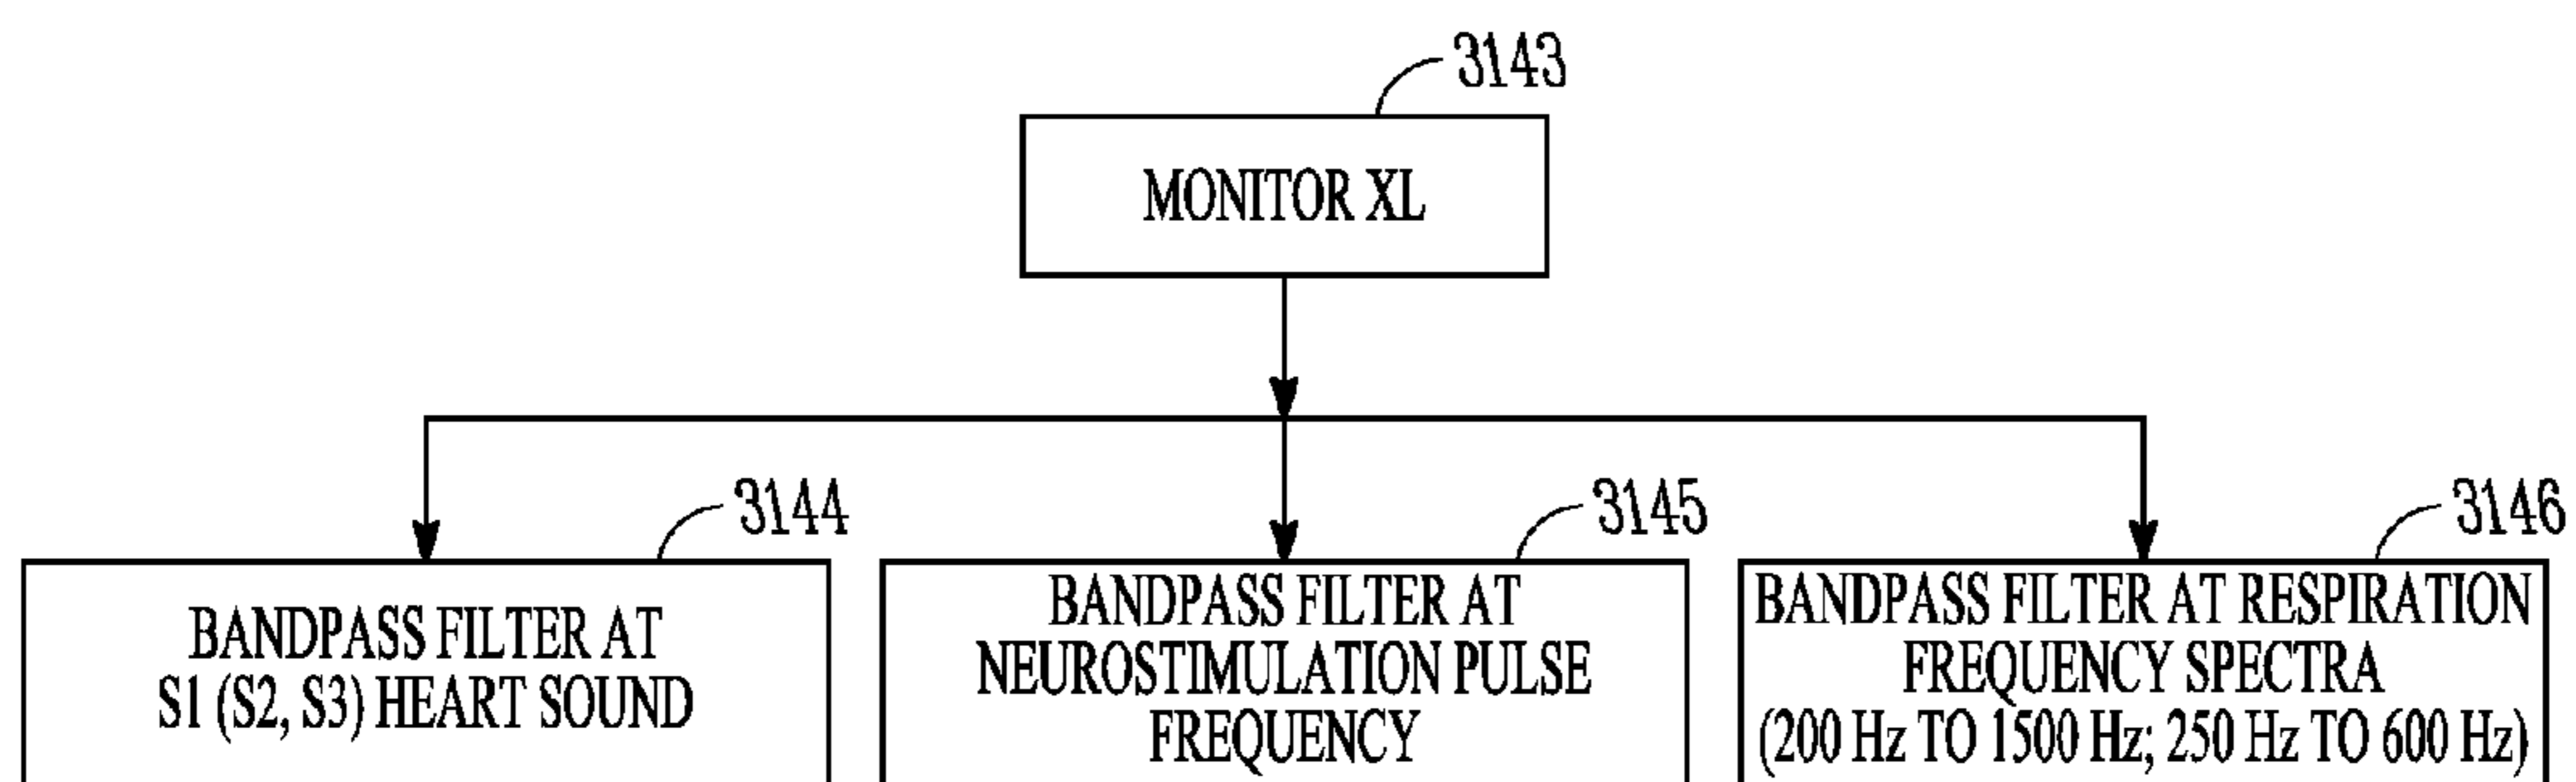 3143
MONITOR XL
3144
3145
3146
BANDPASS FILTER AT
S1 (S2, S3) HEART SOUND
BANDPASS FILTER AT
NEUROSTIMULATION PULSE
FREQUENCY
BANDPASS FILTER AT RESPIRATION
FREQUENCY SPECTRA
(200 Hz TO 1500 Hz; 250 Hz TO 600 Hz)